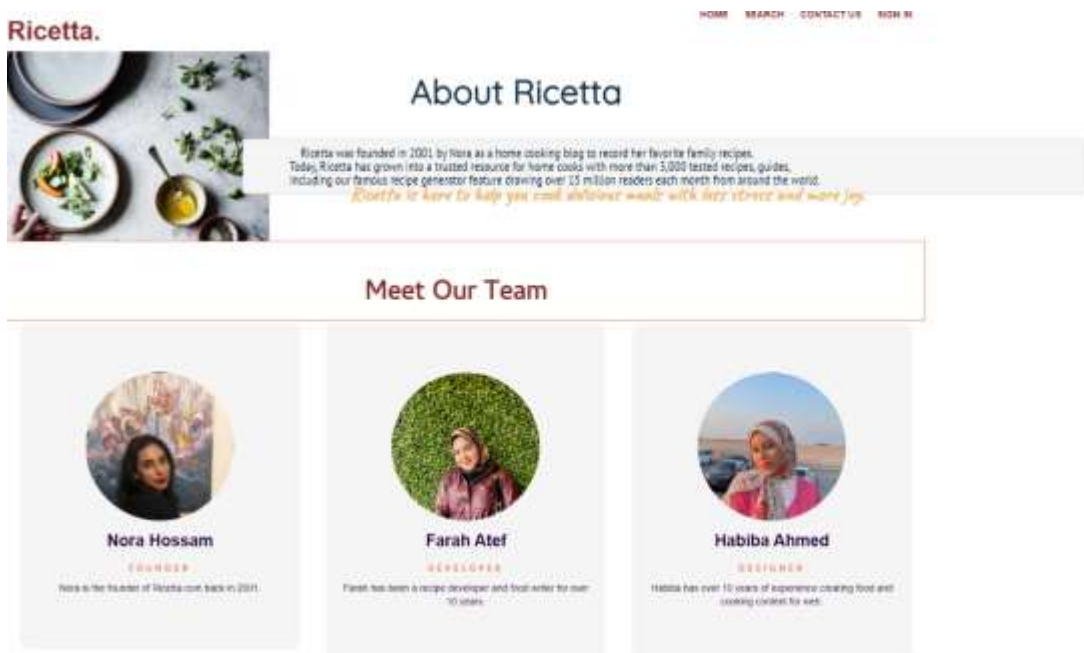 Ricetta.
HOME SEARCH CONTACT US SIGN IN
About Ricetta
Ricetta was founded in 2001 by Nora as a home cooking blog to record her favorite family recipes.
Today, Ricetta has grown into a trusted resource for home cooks with more than 3,000 tested recipes, guides,
including our famous recipe generator feature drawing over 15 million readers each month from around the world.
Ricetta is here to help you cook delicious meals with less stress and more joy.
Meet Our Team
Nora Hossam
FOUNDER
Nora is the founder of Ricetta.com back in 2001.
Farah Atef
DEVELOPER
Farah has been a recipe developer and food writer for over
10 years.
Habiba Ahmed
DESIGNER
Habiba has over 10 years of experience creating food and
cooking content for web.